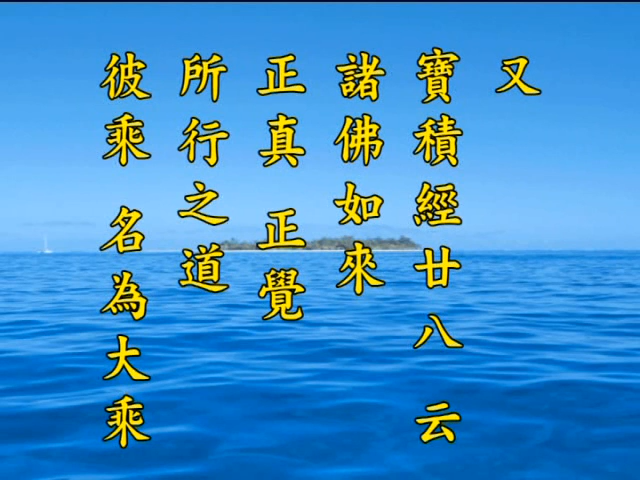 又
寶積經廿八 云
諸佛如來
正真 正覺
所行之道
彼乘 名為大乘